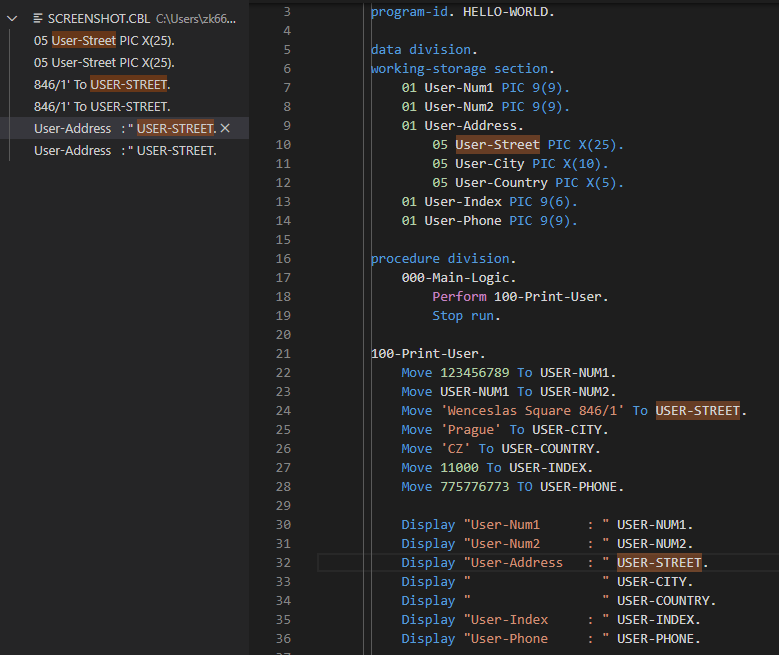 SCREENSHOT.CBL C:\Users\zk66...
05 User-Street PIC X(25).
05 User-Street PIC X(25).
846/1' To USER-STREET.
846/1' To USER-STREET.
User-Address : " USER-STREET.
User-Address : " USER-STREET.
3 program-id. HELLO-WORLD.
4
5 data division.
6 working-storage section.
7 01 User-Num1 PIC 9(9).
8 01 User-Num2 PIC 9(9).
9 01 User-Address.
10 05 User-Street PIC X(25).
11 05 User-City PIC X(10).
12 05 User-Country PIC X(5).
13 01 User-Index PIC 9(6).
14 01 User-Phone PIC 9(9).
15
16 procedure division.
17 000-Main-Logic.
18 Perform 100-Print-User.
19 Stop run.
20
21 100-Print-User.
22 Move 123456789 To USER-NUM1.
23 Move USER-NUM1 To USER-NUM2.
24 Move 'Wenceslas Square 846/1' To USER-STREET.
25 Move 'Prague' To USER-CITY.
26 Move 'CZ' To USER-COUNTRY.
27 Move 11000 To USER-INDEX.
28 Move 775776773 TO USER-PHONE.
29
30 Display "User-Num1      : " USER-NUM1.
31 Display "User-Num2      : " USER-NUM2.
32 Display "User-Address   : " USER-STREET.
33 Display "                 " USER-CITY.
34 Display "                 " USER-COUNTRY.
35 Display "User-Index     : " USER-INDEX.
36 Display "User-Phone     : " USER-PHONE.